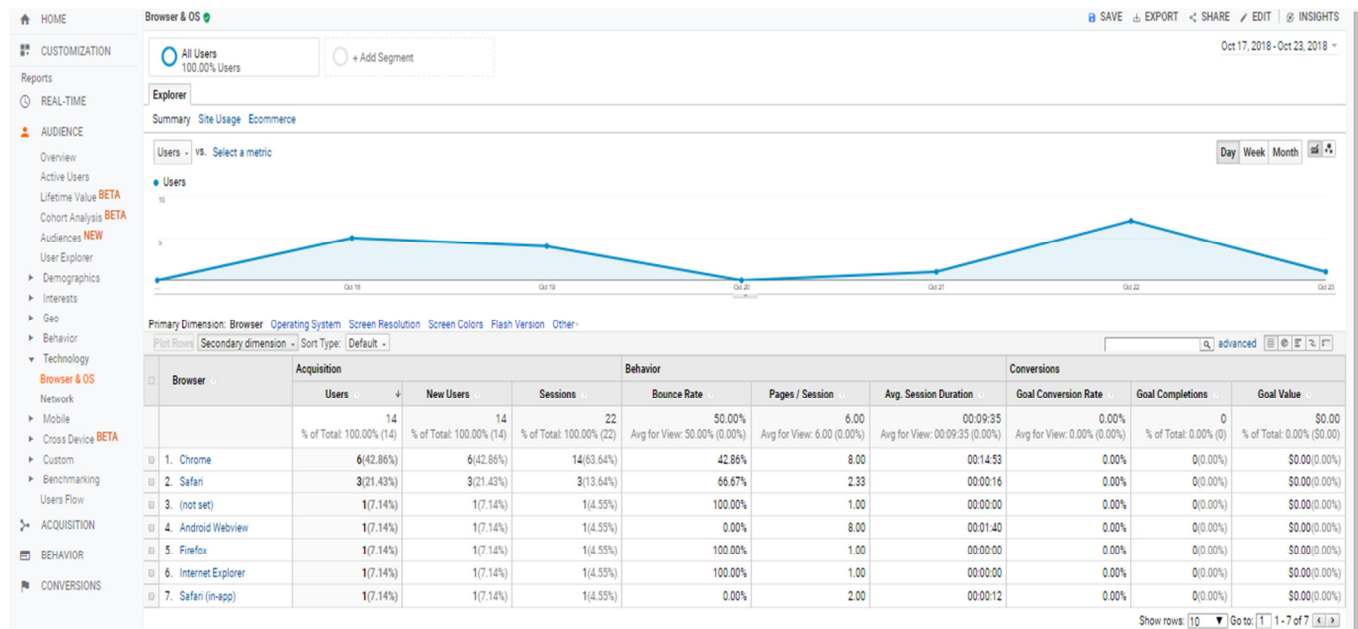 HOME
CUSTOMIZATION
Reports
REAL-TIME
AUDIENCE
Overview
Active Users
Lifetime Value BETA
Cohort Analysis BETA
Audiences NEW
User Explorer
Demographics
Interests
Geo
Behavior
Technology
Browser & OS
Network
Mobile
Cross Device BETA
Custom
Benchmarking
Users Flow
ACQUISITION
BEHAVIOR
CONVERSIONS
Browser & OS
SAVE EXPORT SHARE EDIT INSIGHTS
All Users
100.00% Users
+ Add Segment
Oct 17, 2018 - Oct 23, 2018
Explorer
Summary Site Usage Ecommerce
Users VS. Select a metric
Day Week Month
Users
10
5
... Oct 18 Oct 19 Oct 20 Oct 21 Oct 22 Oct 23
Primary Dimension: Browser Operating System Screen Resolution Screen Colors Flash Version Other
Plot Rows Secondary dimension Sort Type: Default advanced
Browser Acquisition Behavior Conversions
Users New Users Sessions Bounce Rate Pages / Session Avg. Session Duration Goal Conversion Rate Goal Completions Goal Value
14 14 22 50.00% 6.00 00:09:35 0.00% 0 $0.00
% of Total: 100.00% (14) % of Total: 100.00% (14) % of Total: 100.00% (22) Avg for View: 50.00% (0.00%) Avg for View: 6.00 (0.00%) Avg for View: 00:09:35 (0.00%) Avg for View: 0.00% (0.00%) % of Total: 0.00% (0) % of Total: 0.00% ($0.00)
1. Chrome 6(42.86%) 6(42.86%) 14(63.64%) 42.86% 8.00 00:14:53 0.00% 0(0.00%) $0.00(0.00%)
2. Safari 3(21.43%) 3(21.43%) 3(13.64%) 66.67% 2.33 00:00:16 0.00% 0(0.00%) $0.00(0.00%)
3. (not set) 1(7.14%) 1(7.14%) 1(4.55%) 100.00% 1.00 00:00:00 0.00% 0(0.00%) $0.00(0.00%)
4. Android Webview 1(7.14%) 1(7.14%) 1(4.55%) 0.00% 8.00 00:01:40 0.00% 0(0.00%) $0.00(0.00%)
5. Firefox 1(7.14%) 1(7.14%) 1(4.55%) 100.00% 1.00 00:00:00 0.00% 0(0.00%) $0.00(0.00%)
6. Internet Explorer 1(7.14%) 1(7.14%) 1(4.55%) 100.00% 1.00 00:00:00 0.00% 0(0.00%) $0.00(0.00%)
7. Safari (in-app) 1(7.14%) 1(7.14%) 1(4.55%) 0.00% 2.00 00:00:12 0.00% 0(0.00%) $0.00(0.00%)
Show rows: 10 Go to: 1 1 - 7 of 7